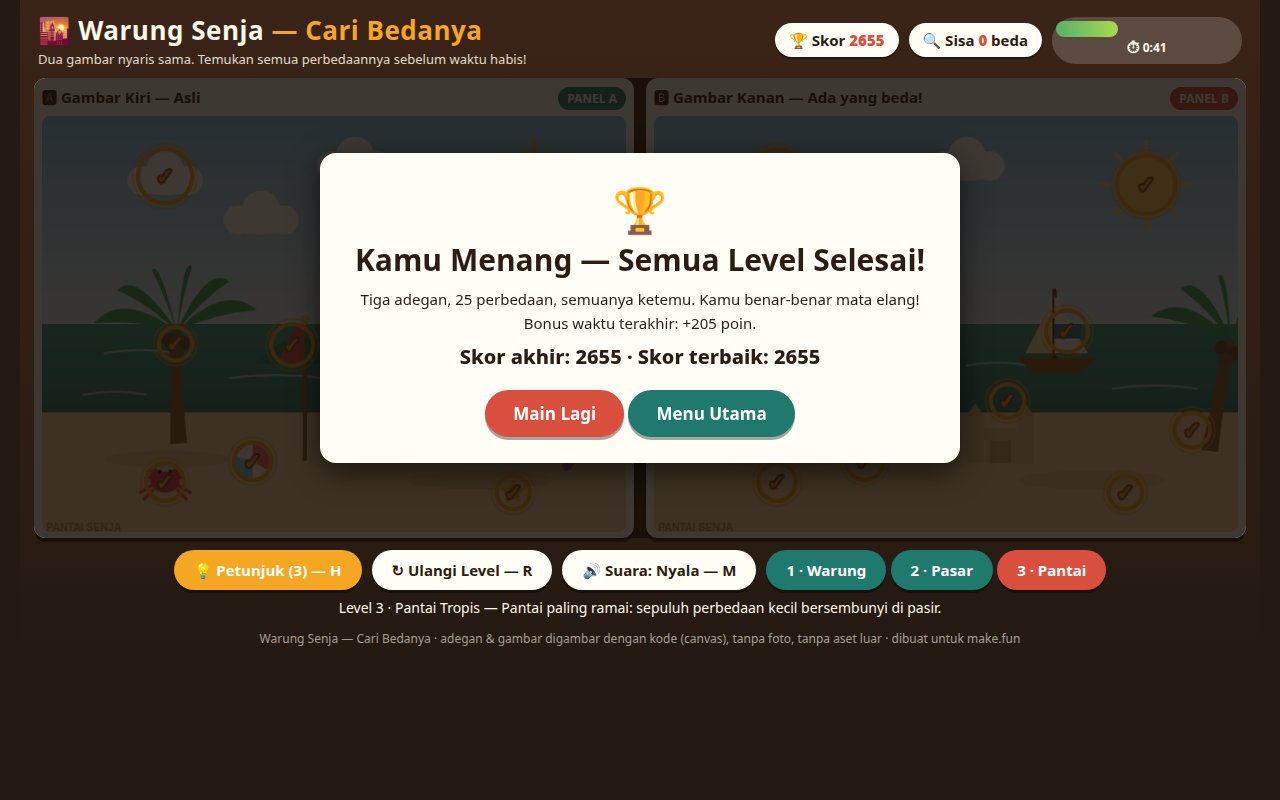 Warung Senja — Cari Bedanya
Dua gambar nyaris sama. Temukan semua perbedaannya sebelum waktu habis!
🏆 Skor 2655
🔍 Sisa 0 beda
⏱ 0:41
A Gambar Kiri — Asli
PANEL A
B Gambar Kanan — Ada yang beda!
PANEL B
Kamu Menang — Semua Level Selesai!
Tiga adegan, 25 perbedaan, semuanya ketemu. Kamu benar-benar mata elang!
Bonus waktu terakhir: +205 poin.
Skor akhir: 2655 · Skor terbaik: 2655
Main Lagi
Menu Utama
PANTAI SENJA
PANTAI SENJA
💡 Petunjuk (3) — H
↻ Ulangi Level — R
🔊 Suara: Nyala — M
1 · Warung
2 · Pasar
3 · Pantai
Level 3 · Pantai Tropis — Pantai paling ramai: sepuluh perbedaan kecil bersembunyi di pasir.
Warung Senja — Cari Bedanya · adegan & gambar digambar dengan kode (canvas), tanpa foto, tanpa aset luar · dibuat untuk make.fun